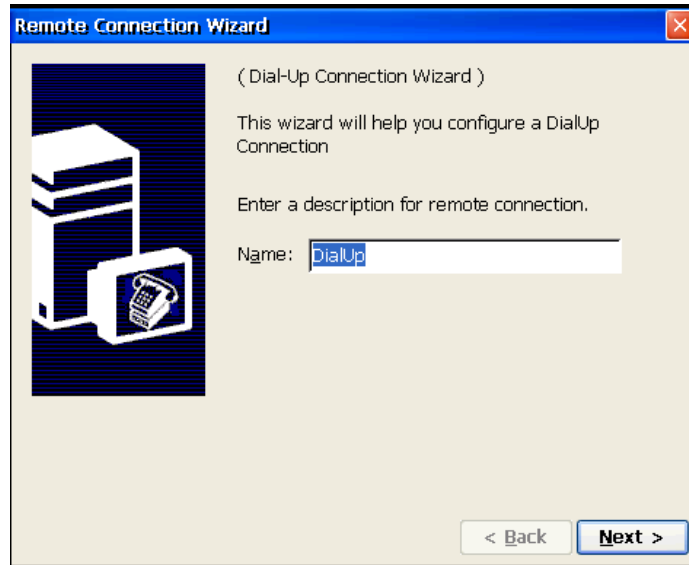 Remote Connection Wizard
( Dial-Up Connection Wizard )
This wizard will help you configure a DialUp
Connection
Enter a description for remote connection.
Name: DialUp
< Back Next >